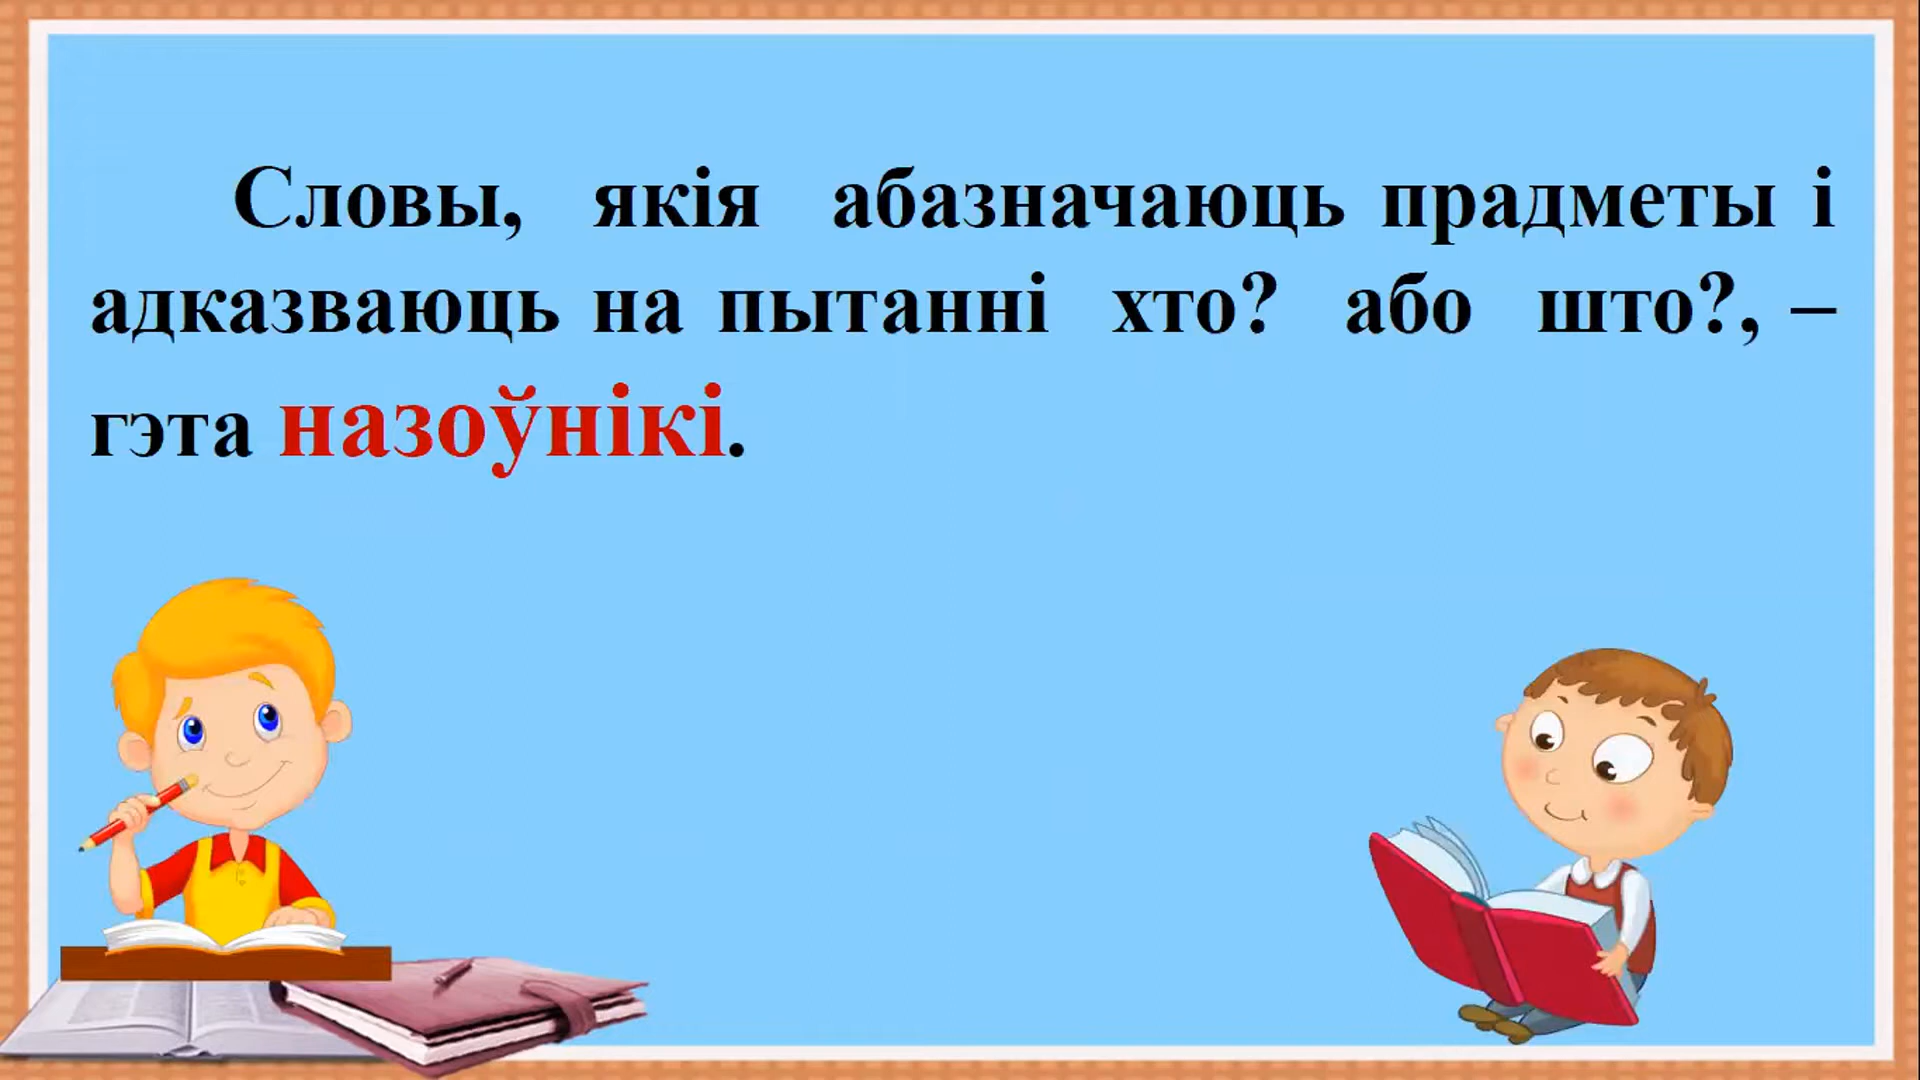 Словы, якія абазначаюць прадметы і
адказваюць на пытанні хто? або што?, –
гэта назоўнікі.